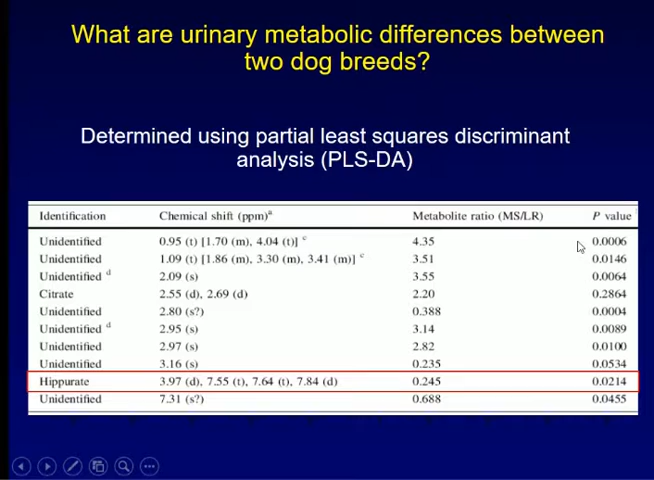 What are urinary metabolic differences between
two dog breeds?
Determined using partial least squares discriminant
analysis (PLS-DA)
Identification Chemical shift (ppm)a Metabolite ratio (MS/LR) P value
Unidentified 0.95 (t) [1.70 (m), 4.04 (t)] c 4.35 0.0006
Unidentified 1.09 (t) [1.86 (m), 3.30 (m), 3.41 (m)] c 3.51 0.0146
Unidentified d 2.09 (s) 3.55 0.0064
Citrate 2.55 (d), 2.69 (d) 2.20 0.2864
Unidentified 2.80 (s?) 0.388 0.0004
Unidentified d 2.95 (s) 3.14 0.0089
Unidentified 2.97 (s) 2.82 0.0100
Unidentified 3.16 (s) 0.235 0.0534
Hippurate 3.97 (d), 7.55 (t), 7.64 (t), 7.84 (d) 0.245 0.0214
Unidentified 7.31 (s?) 0.688 0.0455